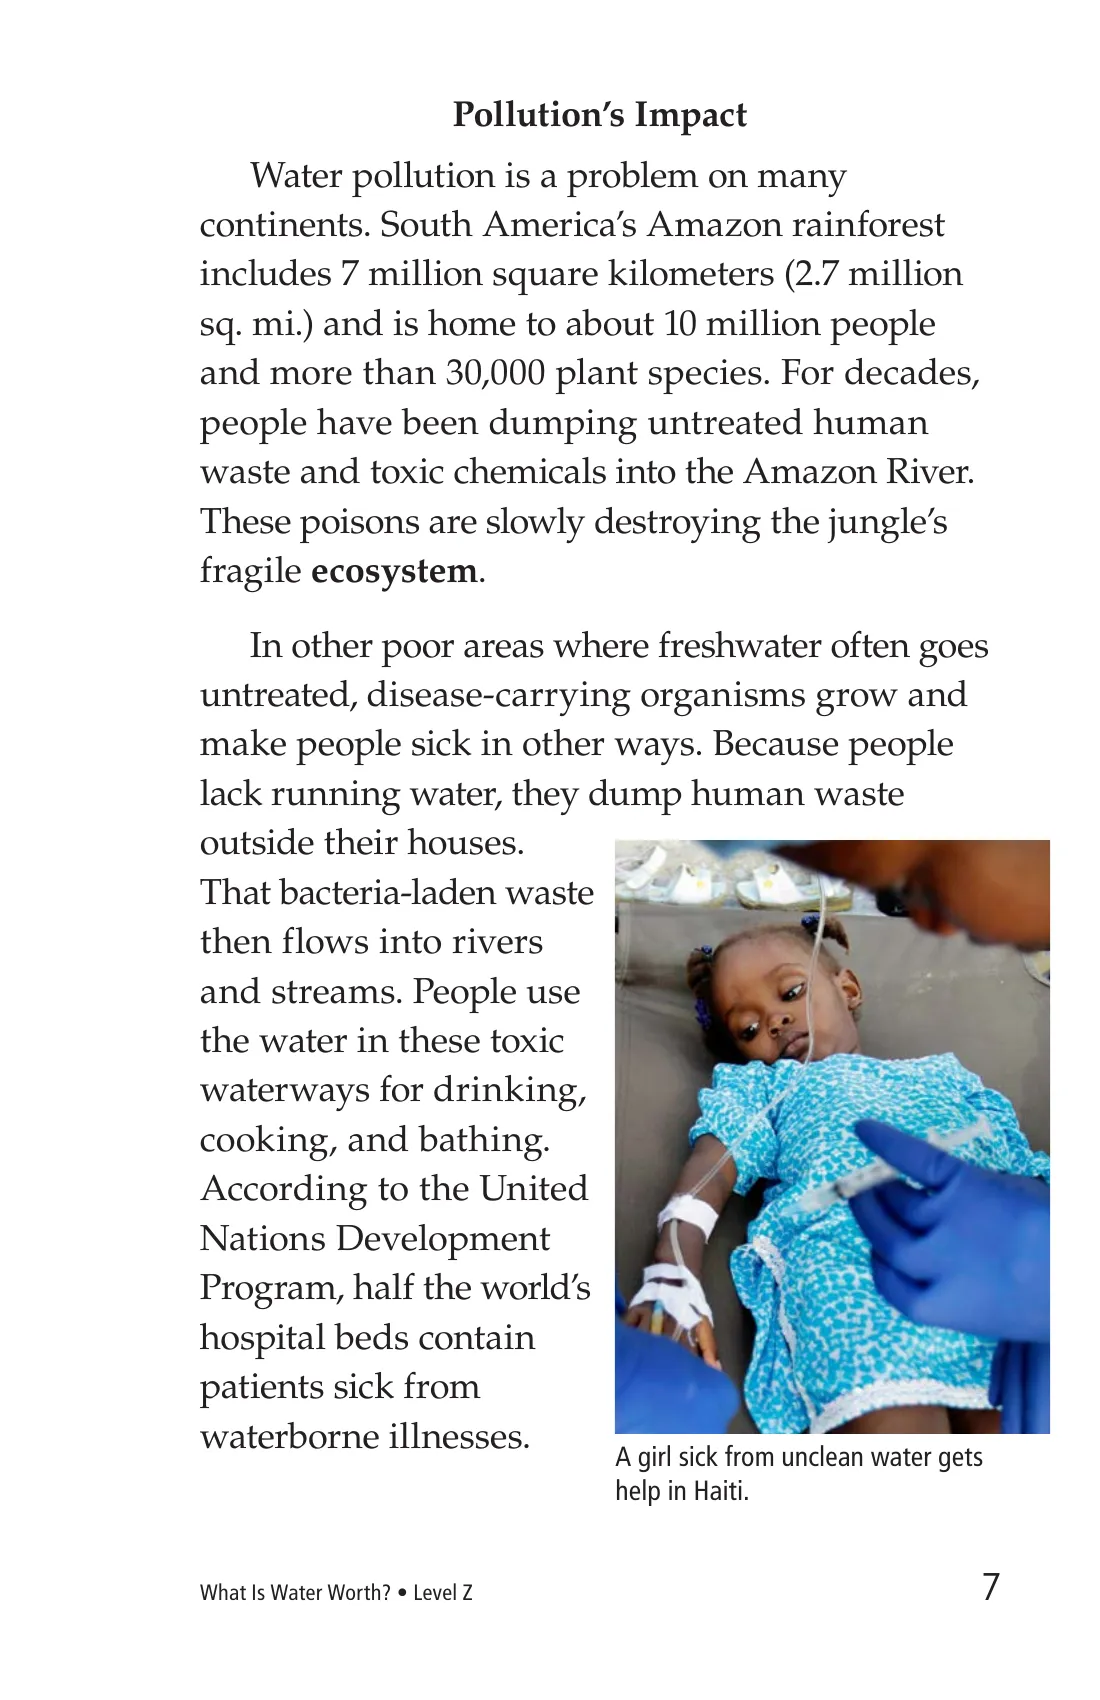 Pollution’s Impact
Water pollution is a problem on many
continents. South America’s Amazon rainforest
includes 7 million square kilometers (2.7 million
sq. mi.) and is home to about 10 million people
and more than 30,000 plant species. For decades,
people have been dumping untreated human
waste and toxic chemicals into the Amazon River.
These poisons are slowly destroying the jungle’s
fragile ecosystem.
In other poor areas where freshwater often goes
untreated, disease-carrying organisms grow and
make people sick in other ways. Because people
lack running water, they dump human waste
outside their houses.
That bacteria-laden waste
then flows into rivers
and streams. People use
the water in these toxic
waterways for drinking,
cooking, and bathing.
According to the United
Nations Development
Program, half the world’s
hospital beds contain
patients sick from
waterborne illnesses.
A girl sick from unclean water gets
help in Haiti.
What Is Water Worth? • Level Z
7